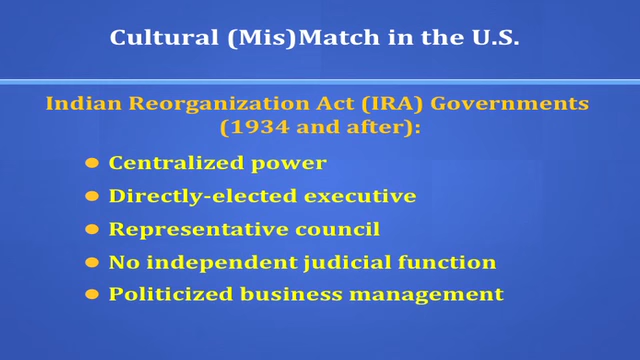 Cultural (Mis)Match in the U.S.
Indian Reorganization Act (IRA) Governments
(1934 and after):
Centralized power
Directly-elected executive
Representative council
No independent judicial function
Politicized business management